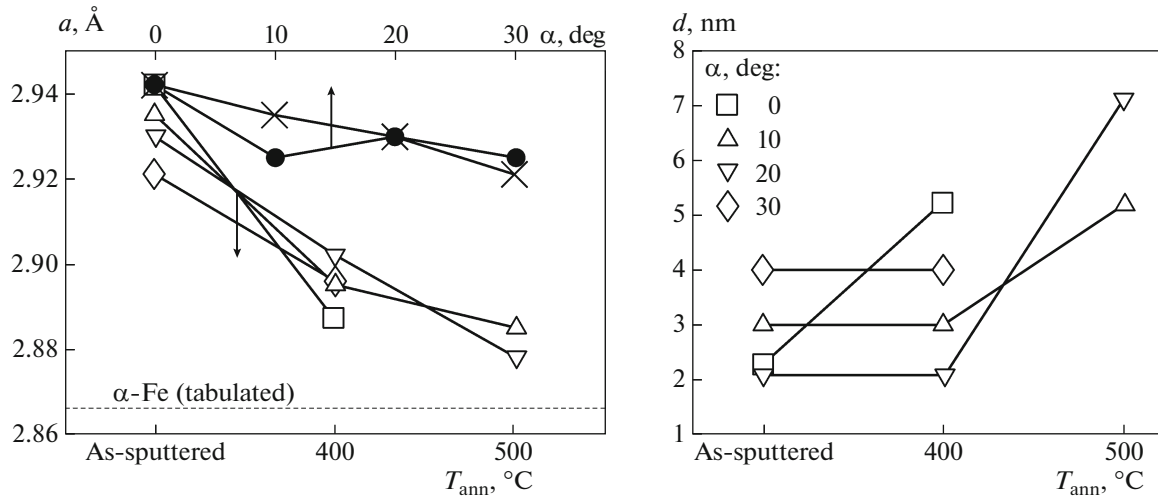 a, Å
0
10
20
30
α, deg
2.94
2.92
2.90
2.88
2.86
α-Fe (tabulated)
As-sputtered
400
500
T_ann, °C
d, nm
8
7
6
5
4
3
2
1
α, deg:
0
10
20
30
As-sputtered
400
500
T_ann, °C